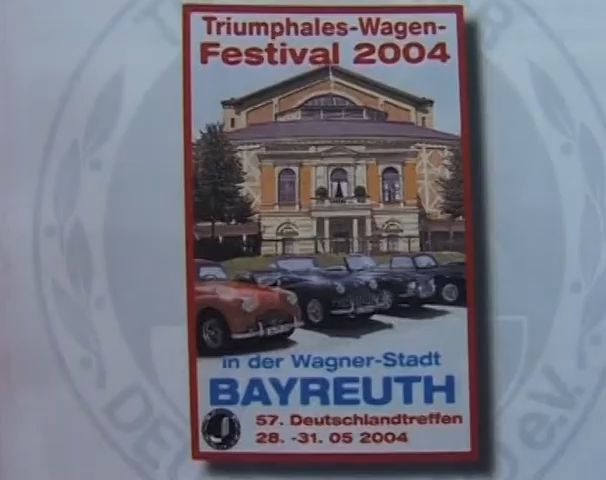 Triumphales-Wagen-
Festival 2004
in der Wagner-Stadt
BAYREUTH
57. Deutschlandtreffen
28. -31. 05 2004
e.V.